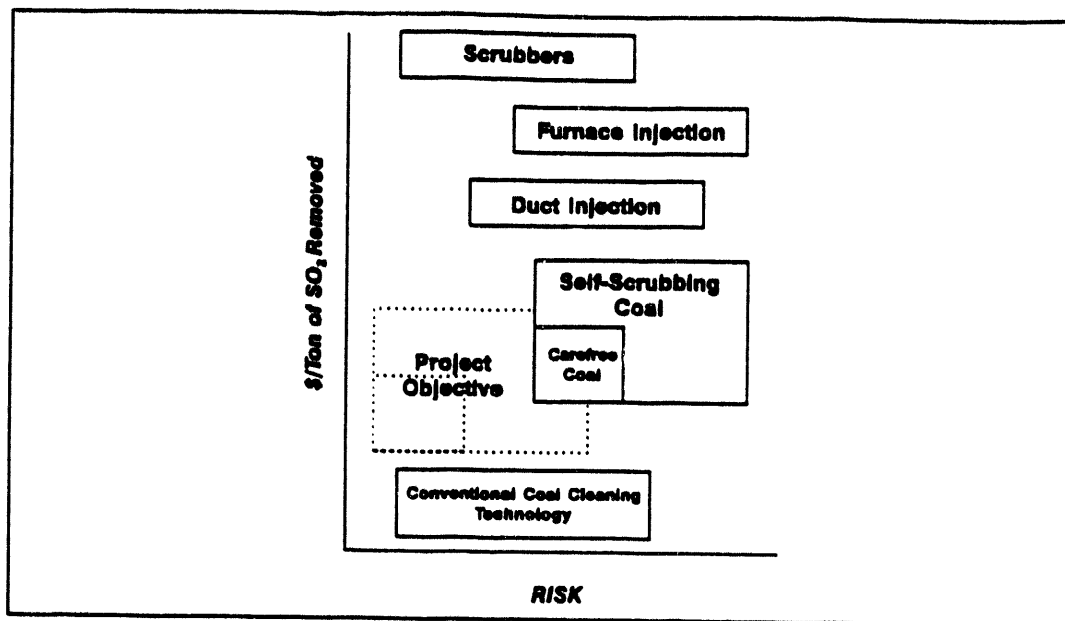 Scrubbers
Furnace Injection
Duct Injection
Self-Scrubbing
Coal
Carefree
Coal
Project
Objective
Conventional Coal Cleaning
Technology
$/Ton of SO₂ Removed
RISK